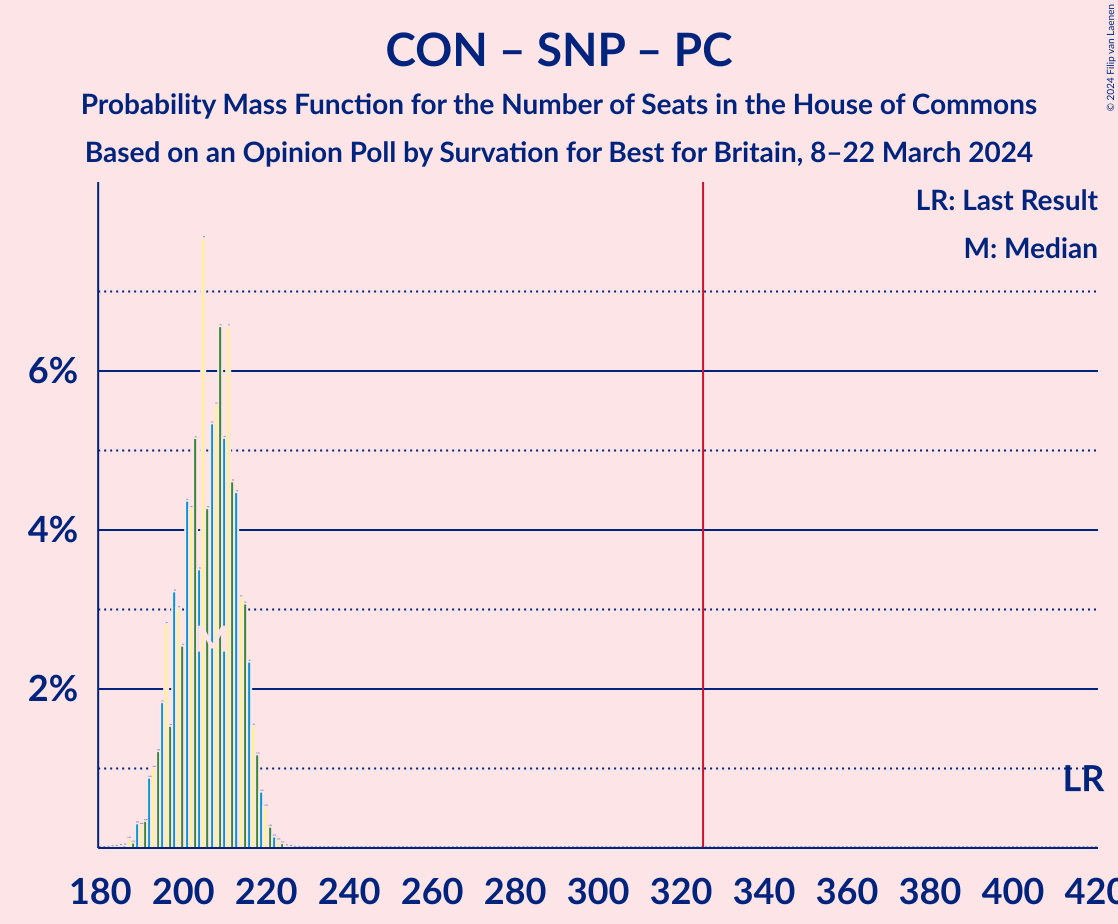 CON – SNP – PC
Probability Mass Function for the Number of Seats in the House of Commons
Based on an Opinion Poll by Survation for Best for Britain, 8–22 March 2024
© 2024 Filip van Laenen
LR: Last Result
M: Median
6%
4%
2%
M
LR
180 200 220 240 260 280 300 320 340 360 380 400 420